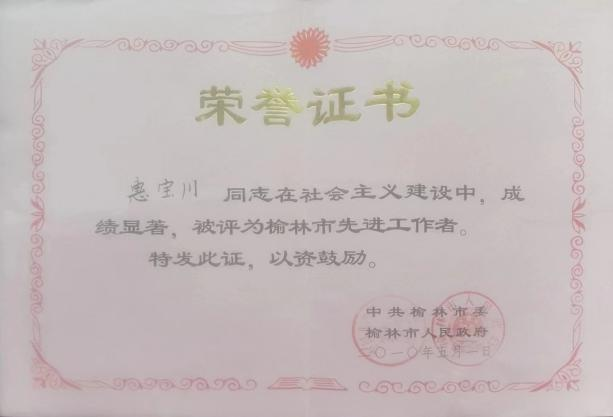 荣誉证书
惠宝川 同志在社会主义建设中，成
绩显著，被评为榆林市先进工作者。
特发此证，以资鼓励。
中共榆林市委
榆林市人民政府
二〇一〇年五月一日